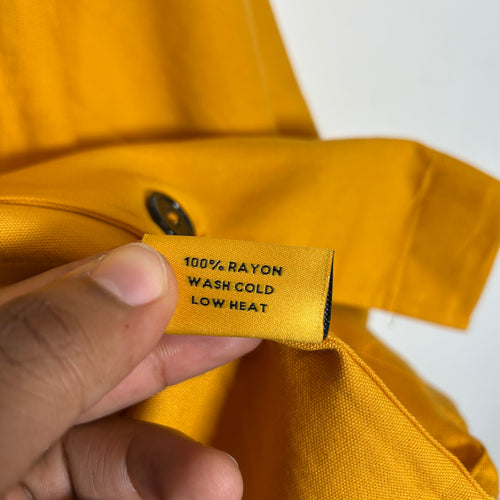 100% RAYON
WASH COLD
LOW HEAT